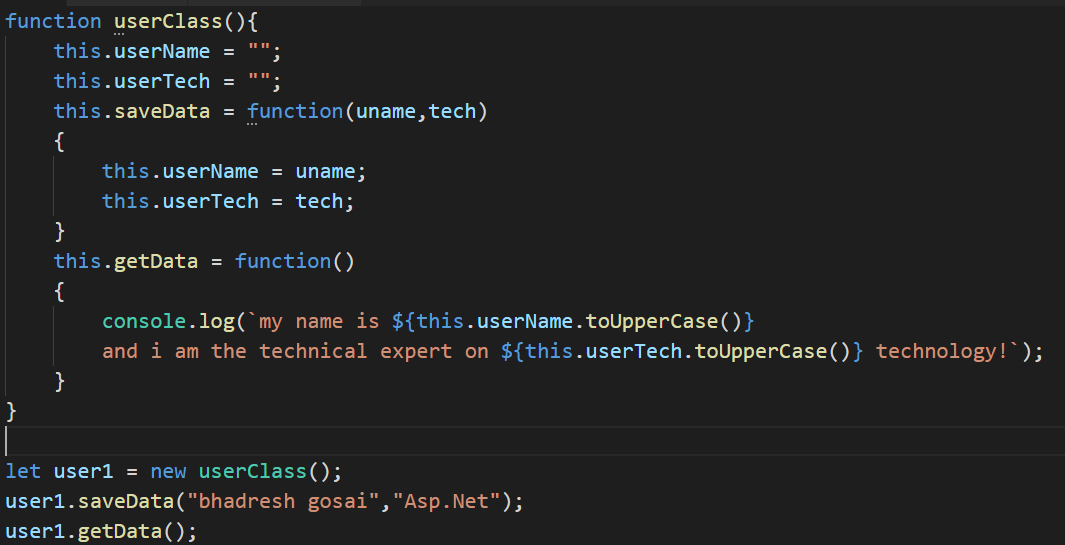 function userClass(){
    this.userName = "";
    this.userTech = "";
    this.saveData = function(uname,tech)
    {
        this.userName = uname;
        this.userTech = tech;
    }
    this.getData = function()
    {
        console.log(`my name is ${this.userName.toUpperCase()}
        and i am the technical expert on ${this.userTech.toUpperCase()} technology!`);
    }
}

let user1 = new userClass();
user1.saveData("bhadresh gosai","Asp.Net");
user1.getData();